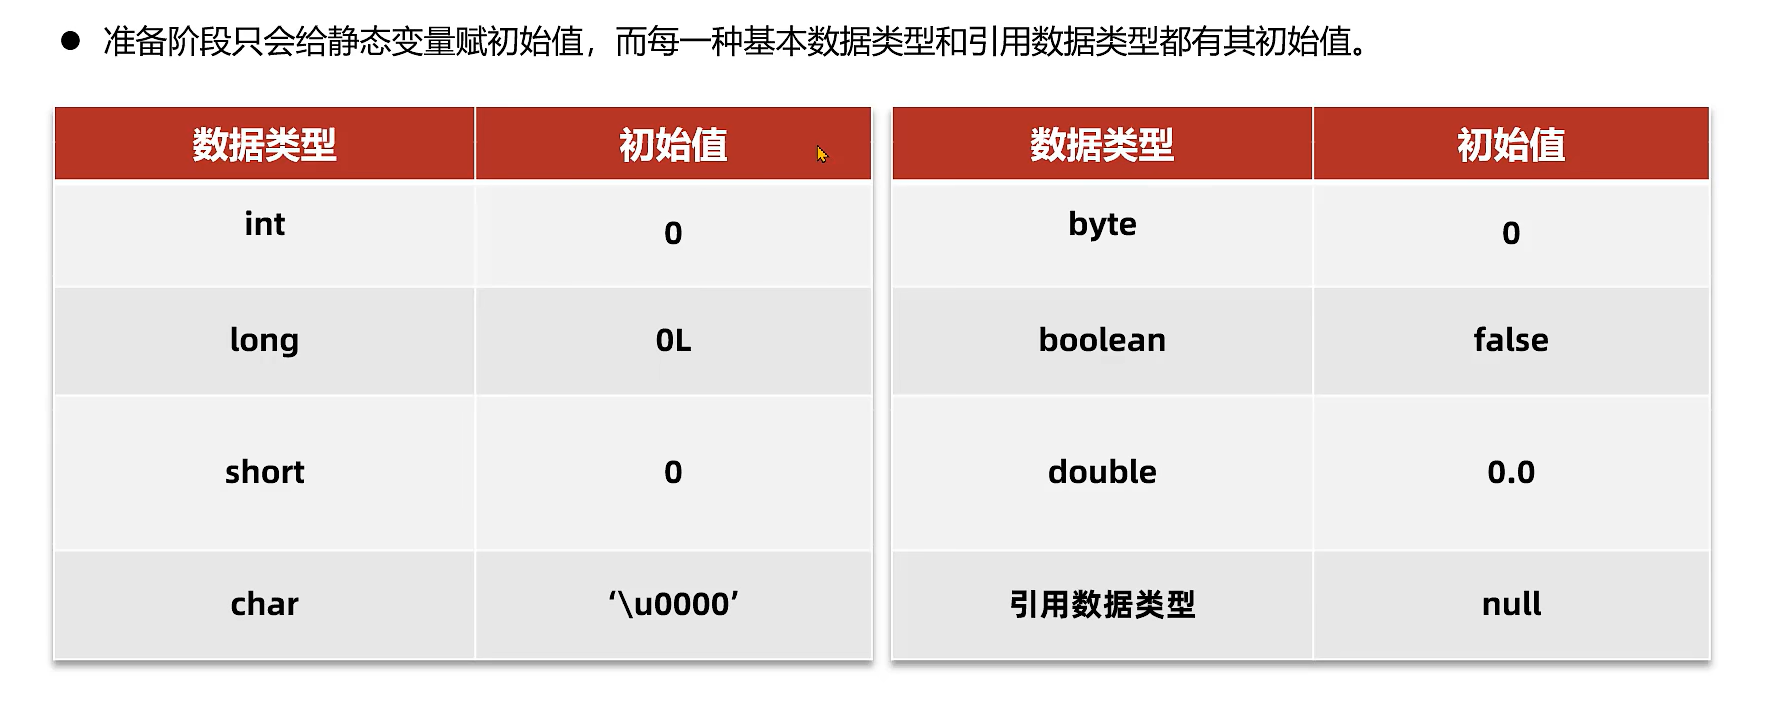 ● 准备阶段只会给静态变量赋初始值，而每一种基本数据类型和引用数据类型都有其初始值。
数据类型 初始值 数据类型 初始值
int 0 byte 0
long 0L boolean false
short 0 double 0.0
char ‘\u0000’ 引用数据类型 null